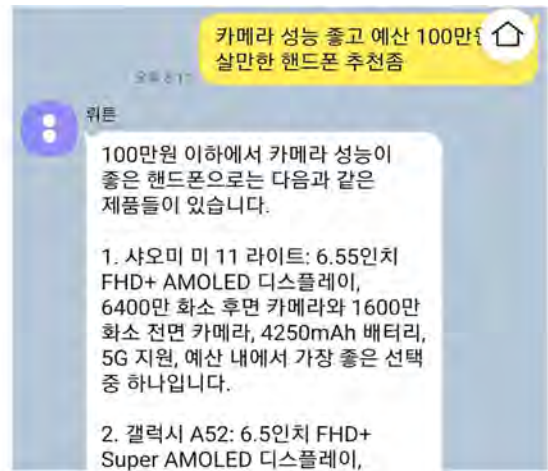 카메라 성능 좋고 예산 100만
살만한 핸드폰 추천좀
뤼튼
100만원 이하에서 카메라 성능이
좋은 핸드폰으로는 다음과 같은
제품들이 있습니다.
1. 샤오미 미 11 라이트: 6.55인치
FHD+ AMOLED 디스플레이,
6400만 화소 후면 카메라와 1600만
화소 전면 카메라, 4250mAh 배터리,
5G 지원, 예산 내에서 가장 좋은 선택
중 하나입니다.
2. 갤럭시 A52: 6.5인치 FHD+
Super AMOLED 디스플레이,